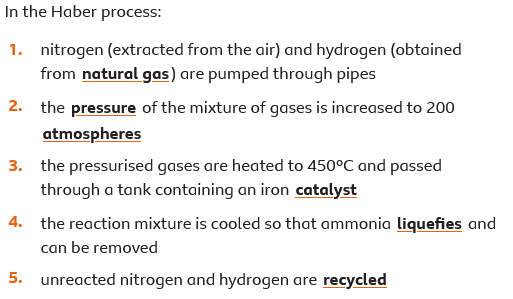 In the Haber process:
1. nitrogen (extracted from the air) and hydrogen (obtained
from natural gas) are pumped through pipes
2. the pressure of the mixture of gases is increased to 200
atmospheres
3. the pressurised gases are heated to 450°C and passed
through a tank containing an iron catalyst
4. the reaction mixture is cooled so that ammonia liquefies and
can be removed
5. unreacted nitrogen and hydrogen are recycled